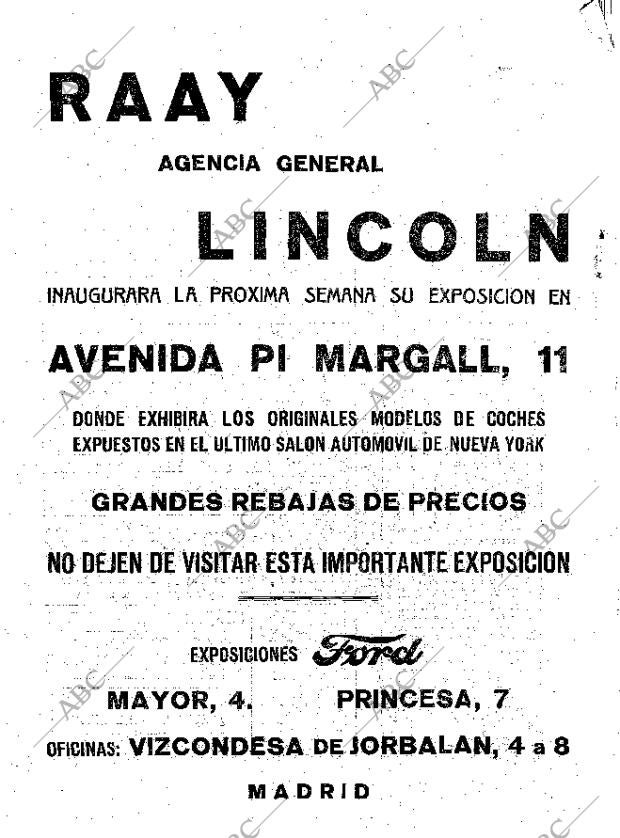 RAAY
AGENCIA GENERAL
LINCOLN
INAUGURARA LA PROXIMA SEMANA SU EXPOSICION EN
AVENIDA PI MARGALL, 11
DONDE EXHIBIRA LOS ORIGINALES MODELOS DE COCHES
EXPUESTOS EN EL ULTIMO SALON AUTOMOVIL DE NUEVA YORK
GRANDES REBAJAS DE PRECIOS
NO DEJEN DE VISITAR ESTA IMPORTANTE EXPOSICION
EXPOSICIONES Ford
MAYOR, 4. PRINCESA, 7
OFICINAS: VIZCONDESA DE JORBALAN, 4 a 8
MADRID